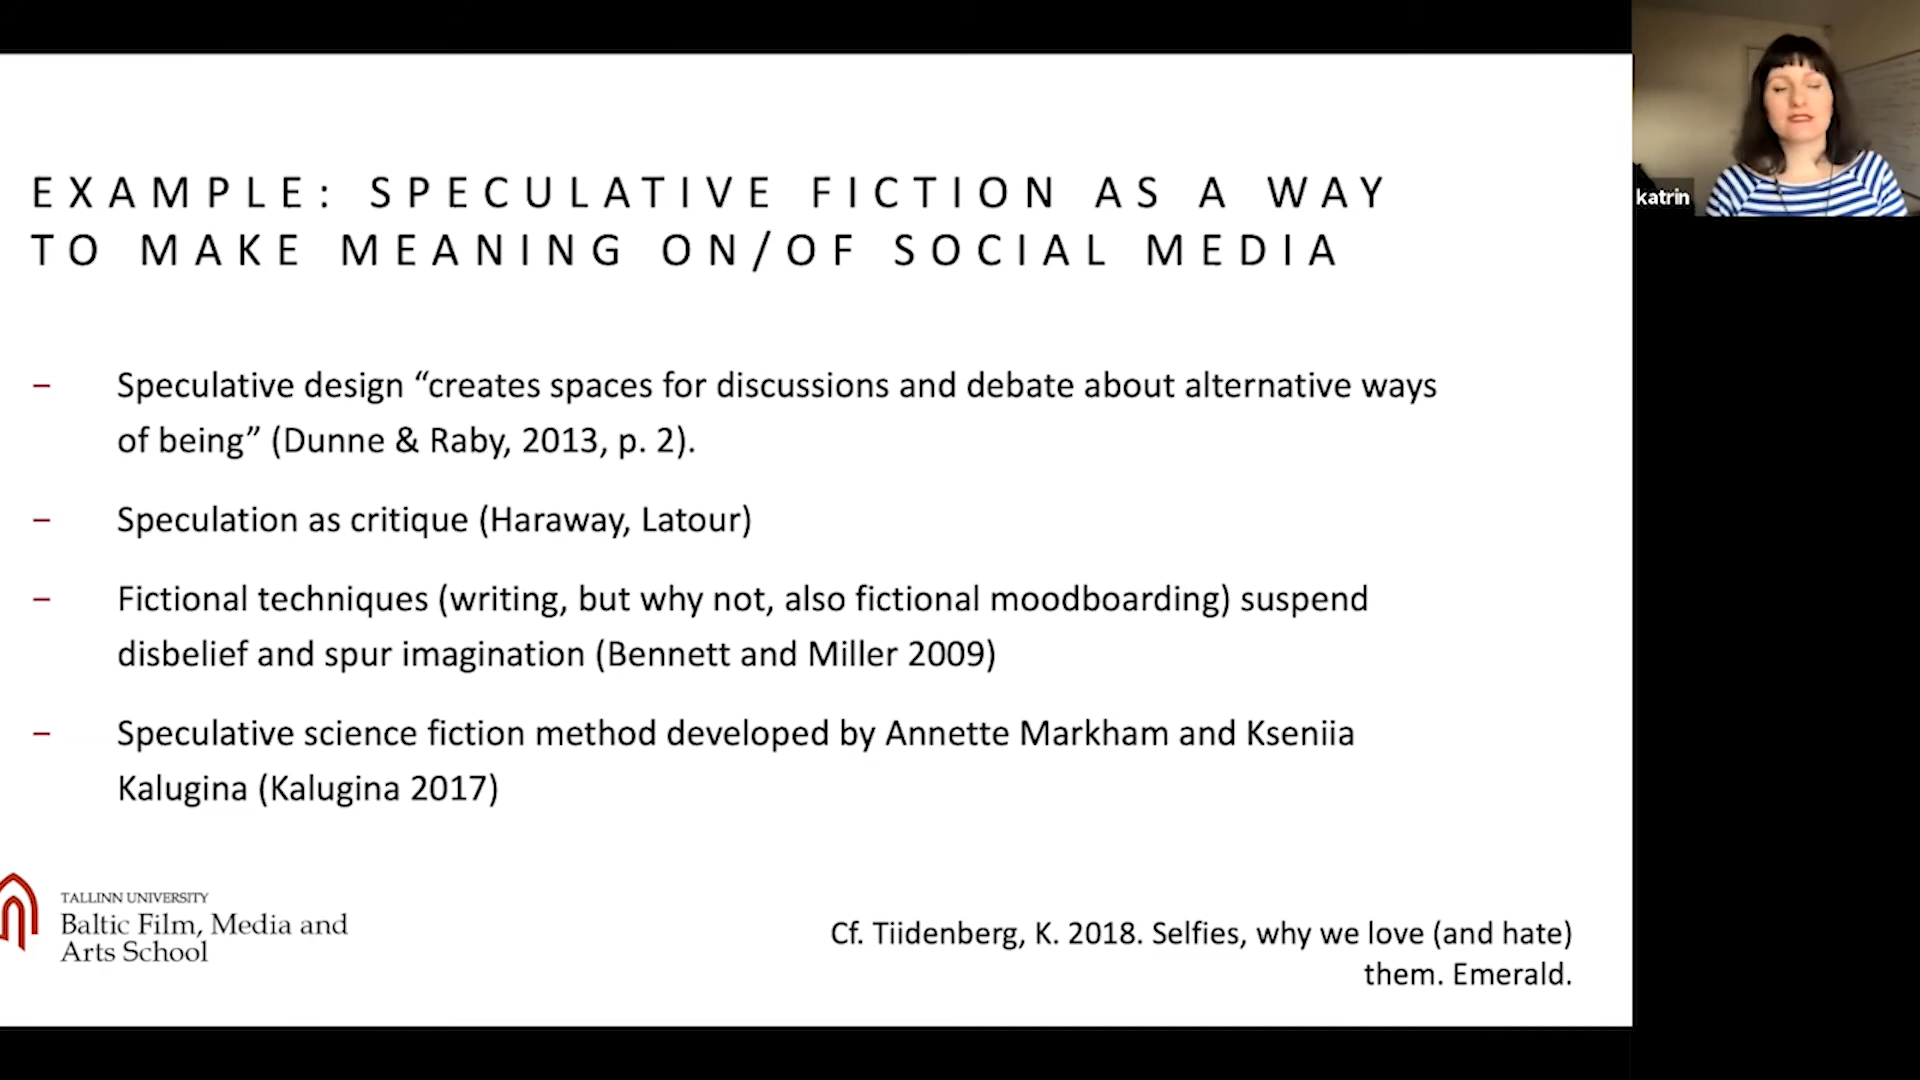 EXAMPLE: SPECULATIVE FICTION AS A WAY
TO MAKE MEANING ON/OF SOCIAL MEDIA
– Speculative design “creates spaces for discussions and debate about alternative ways
of being” (Dunne & Raby, 2013, p. 2).
– Speculation as critique (Haraway, Latour)
– Fictional techniques (writing, but why not, also fictional moodboarding) suspend
disbelief and spur imagination (Bennett and Miller 2009)
– Speculative science fiction method developed by Annette Markham and Kseniia
Kalugina (Kalugina 2017)
TALLINN UNIVERSITY
Baltic Film, Media and
Arts School
Cf. Tiidenberg, K. 2018. Selfies, why we love (and hate)
them. Emerald.
katrin